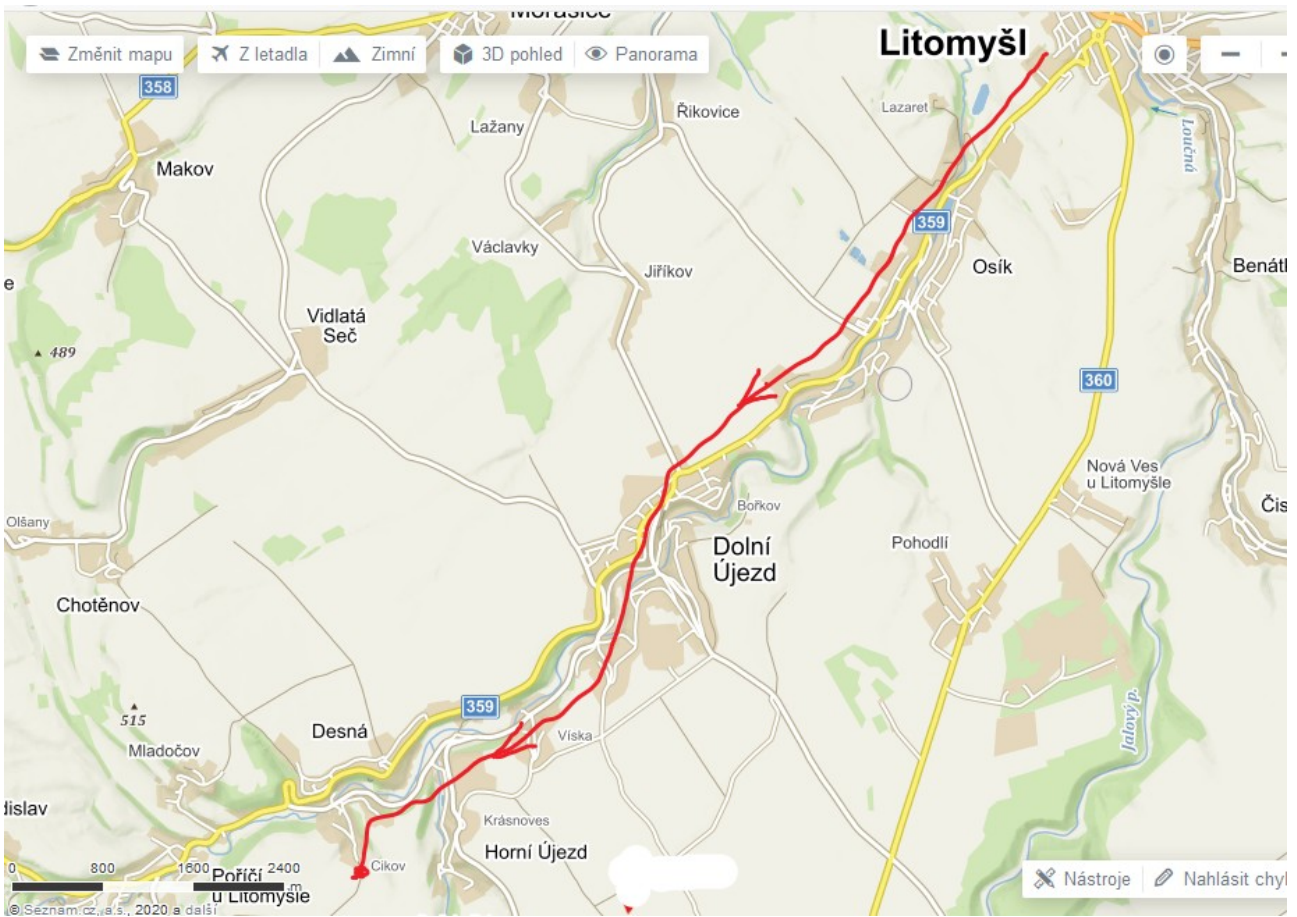 Morašice
Litomyšl
Změnit mapu
Z letadla
Zimní
3D pohled
Panorama
358
Lažany
Řikovice
Lazaret
Loučná
Makov
359
Václavky
Jiříkov
Osík
Vidlatá
Seč
489
360
Nová Ves
u Litomyšle
Olšany
Bořkov
Dolní
Újezd
Pohodlí
Chotěnov
515
359
Desná
Mladočov
Víska
Jalový p.
Krásnoves
Horní Újezd
Cikov
0 800 1600 2400
m
Poříčí
u Litomyšle
Nástroje
Nahlásit chyb
© Seznam.cz, a.s., 2020 a další